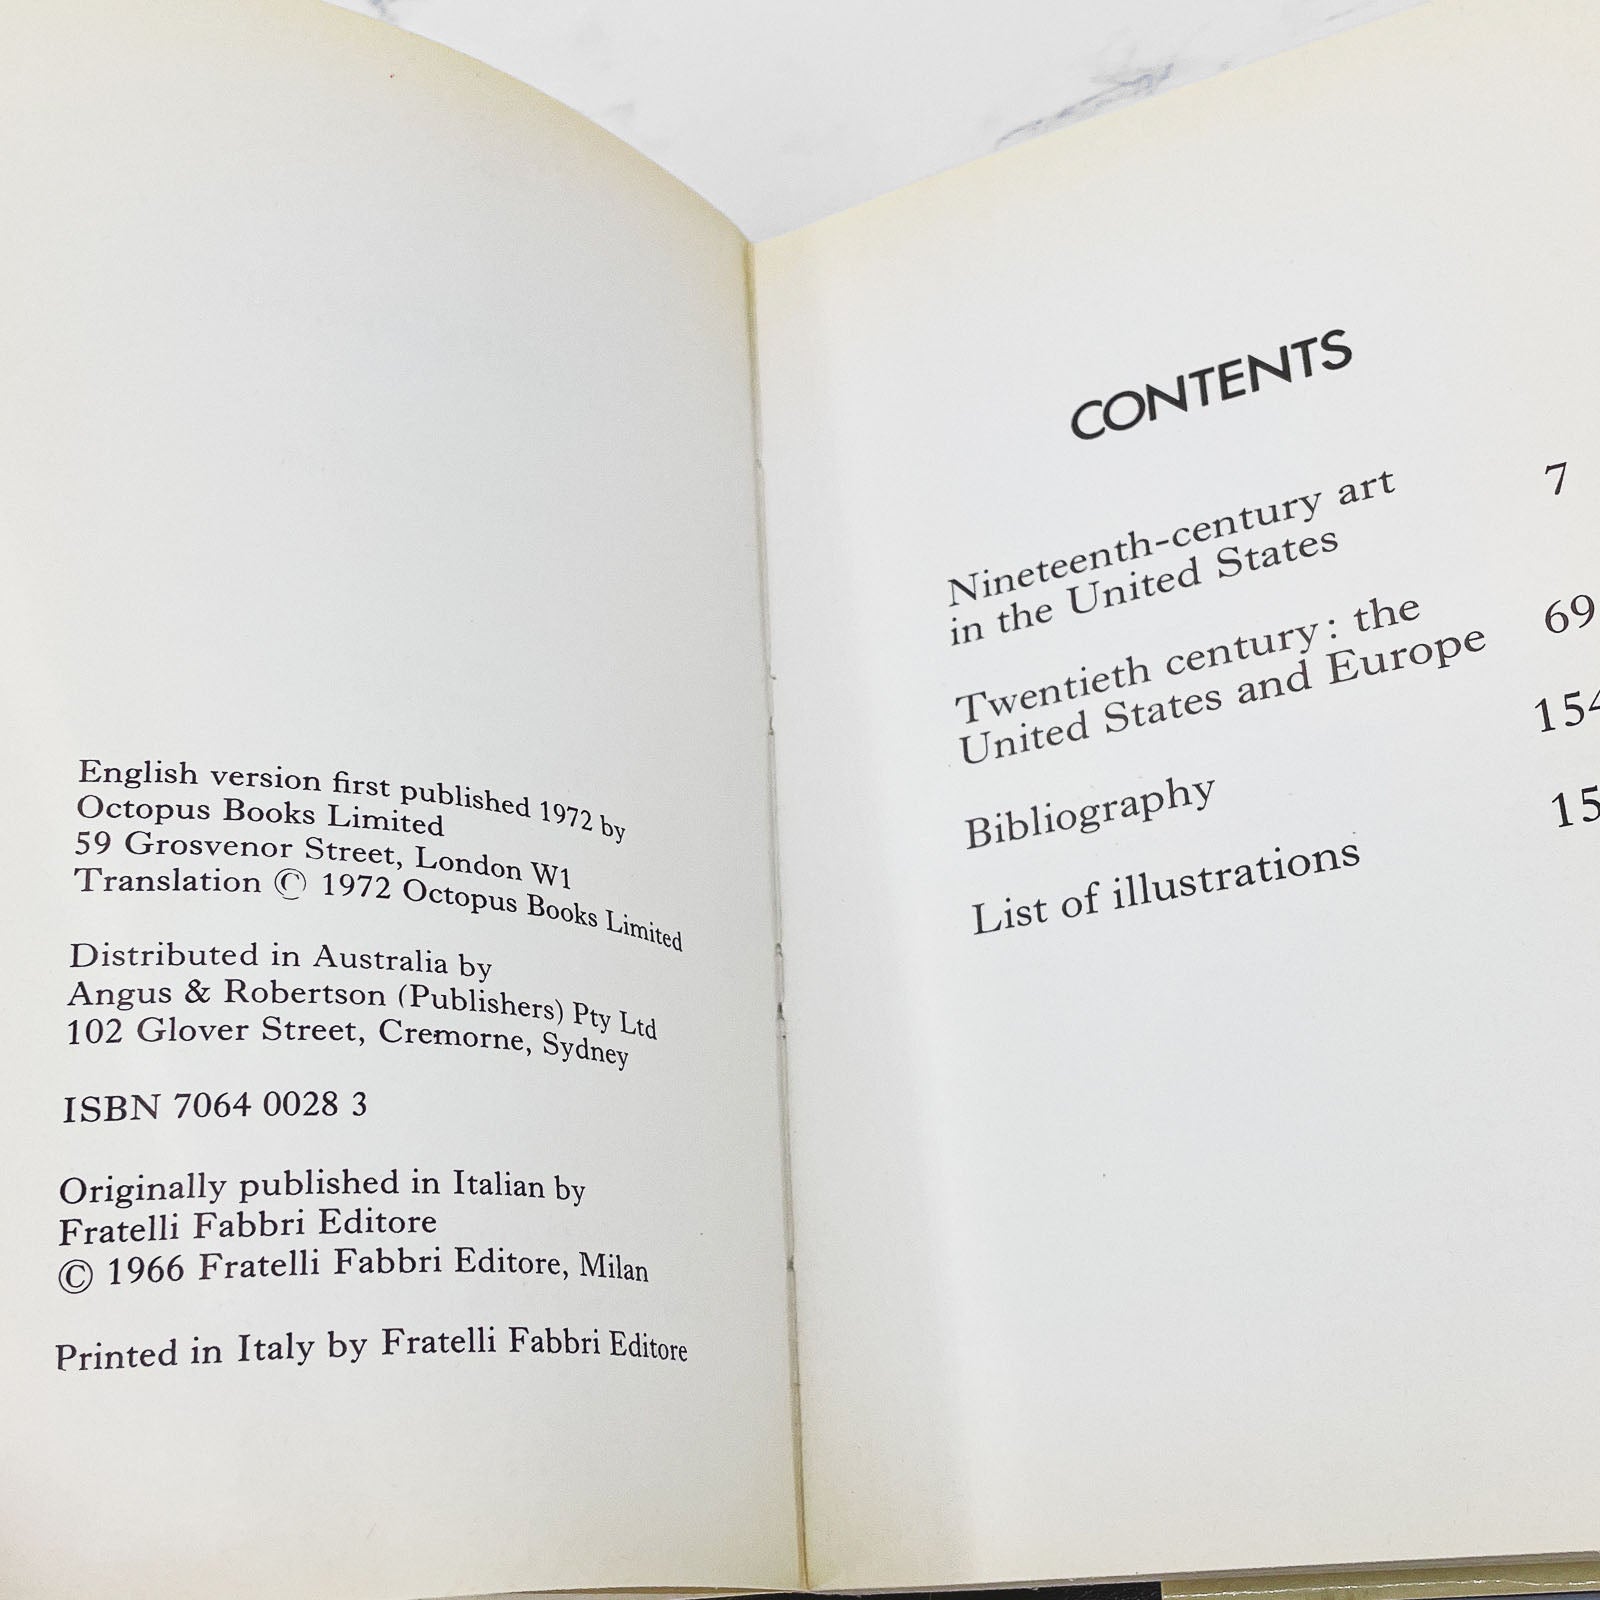 English version first published 1972 by
Octopus Books Limited
59 Grosvenor Street, London W1
Translation © 1972 Octopus Books Limited
Distributed in Australia by
Angus & Robertson (Publishers) Pty Ltd
102 Glover Street, Cremorne, Sydney
ISBN 7064 0028 3
Originally published in Italian by
Fratelli Fabbri Editore
© 1966 Fratelli Fabbri Editore, Milan
Printed in Italy by Fratelli Fabbri Editore
CONTENTS
Nineteenth-century art 7
in the United States
Twentieth century: the
United States and Europe 69
Bibliography 154
List of illustrations